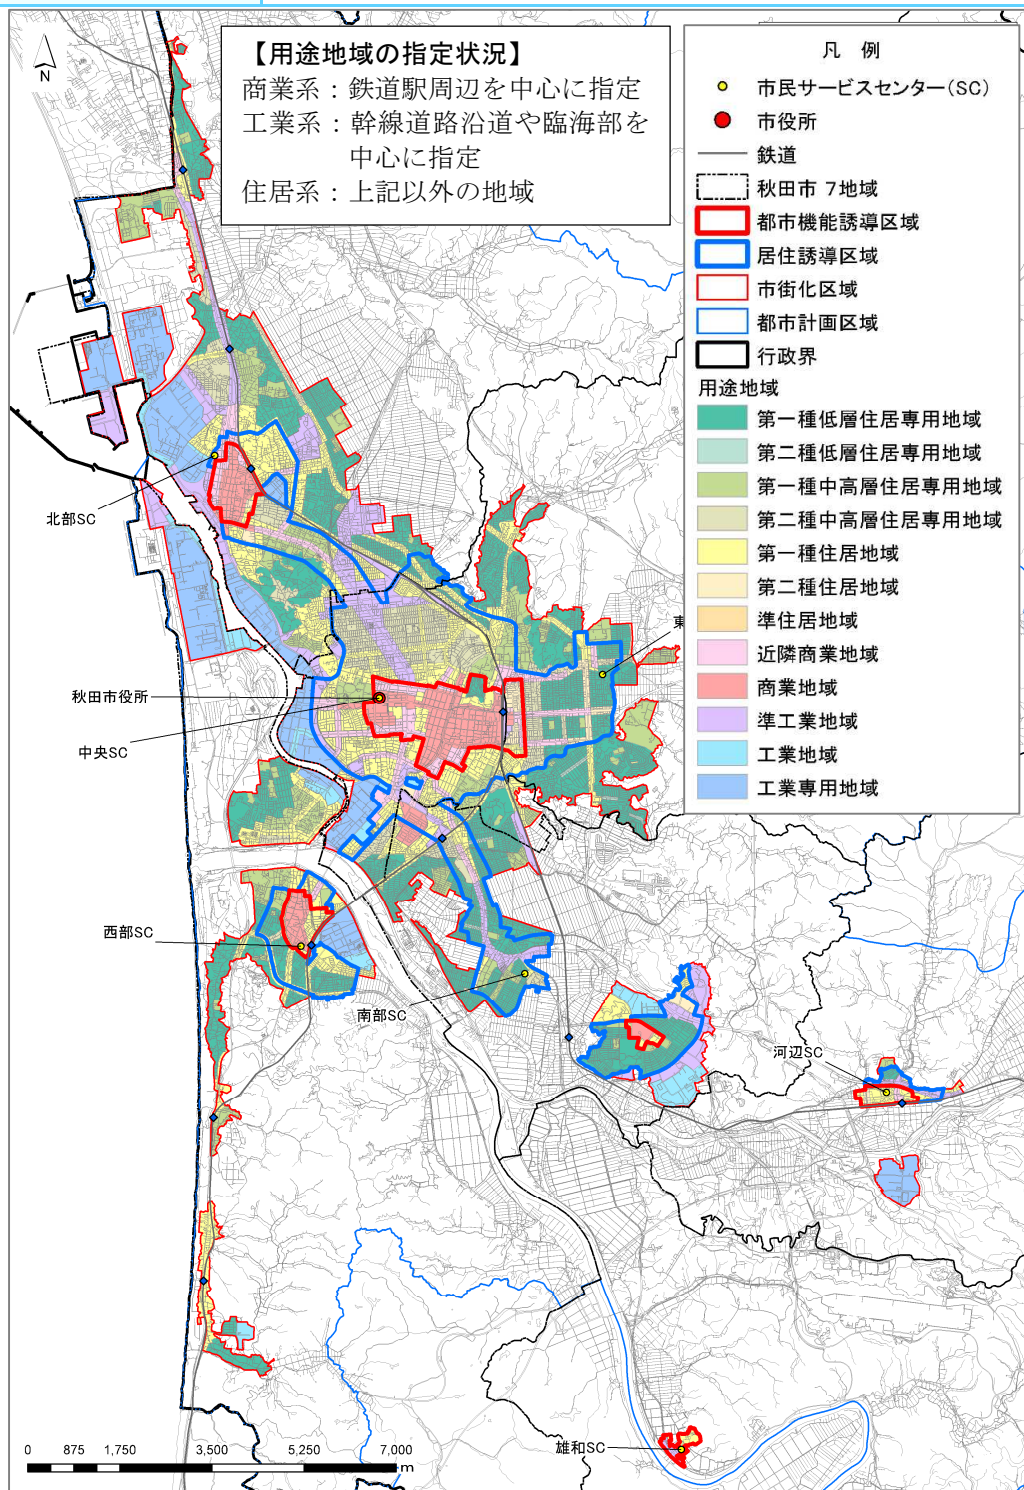 N
【用途地域の指定状況】
商業系：鉄道駅周辺を中心に指定
工業系：幹線道路沿道や臨海部を
中心に指定
住居系：上記以外の地域
凡 例
市民サービスセンター(SC)
市役所
鉄道
秋田市 7地域
都市機能誘導区域
居住誘導区域
市街化区域
都市計画区域
行政界
用途地域
第一種低層住居専用地域
第二種低層住居専用地域
第一種中高層住居専用地域
第二種中高層住居専用地域
第一種住居地域
第二種住居地域
準住居地域
近隣商業地域
商業地域
準工業地域
工業地域
工業専用地域
北部SC
東
秋田市役所
中央SC
西部SC
南部SC
河辺SC
雄和SC
0 875 1,750 3,500 5,250 7,000
m